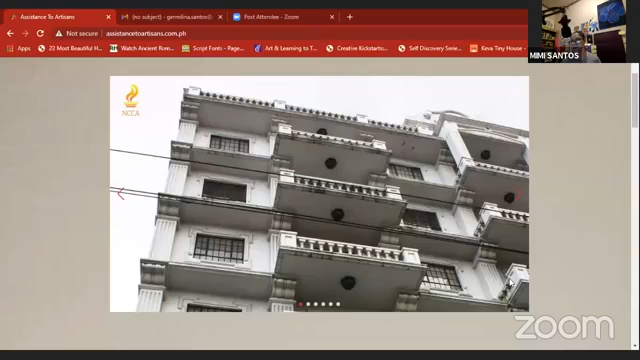 Assistance To Artisans
(no subject) - germilina.santos@
Post Attendee - Zoom
Not secure
assistancetoartisans.com.ph
Apps
22 Most Beautiful H
Watch Ancient Rom
Script Fonts - Page...
Art & Learning to T
Creative Kickstartic...
Self Discovery Serie...
Keva Tiny House -
MIMI SANTOS
NCCA
zoom